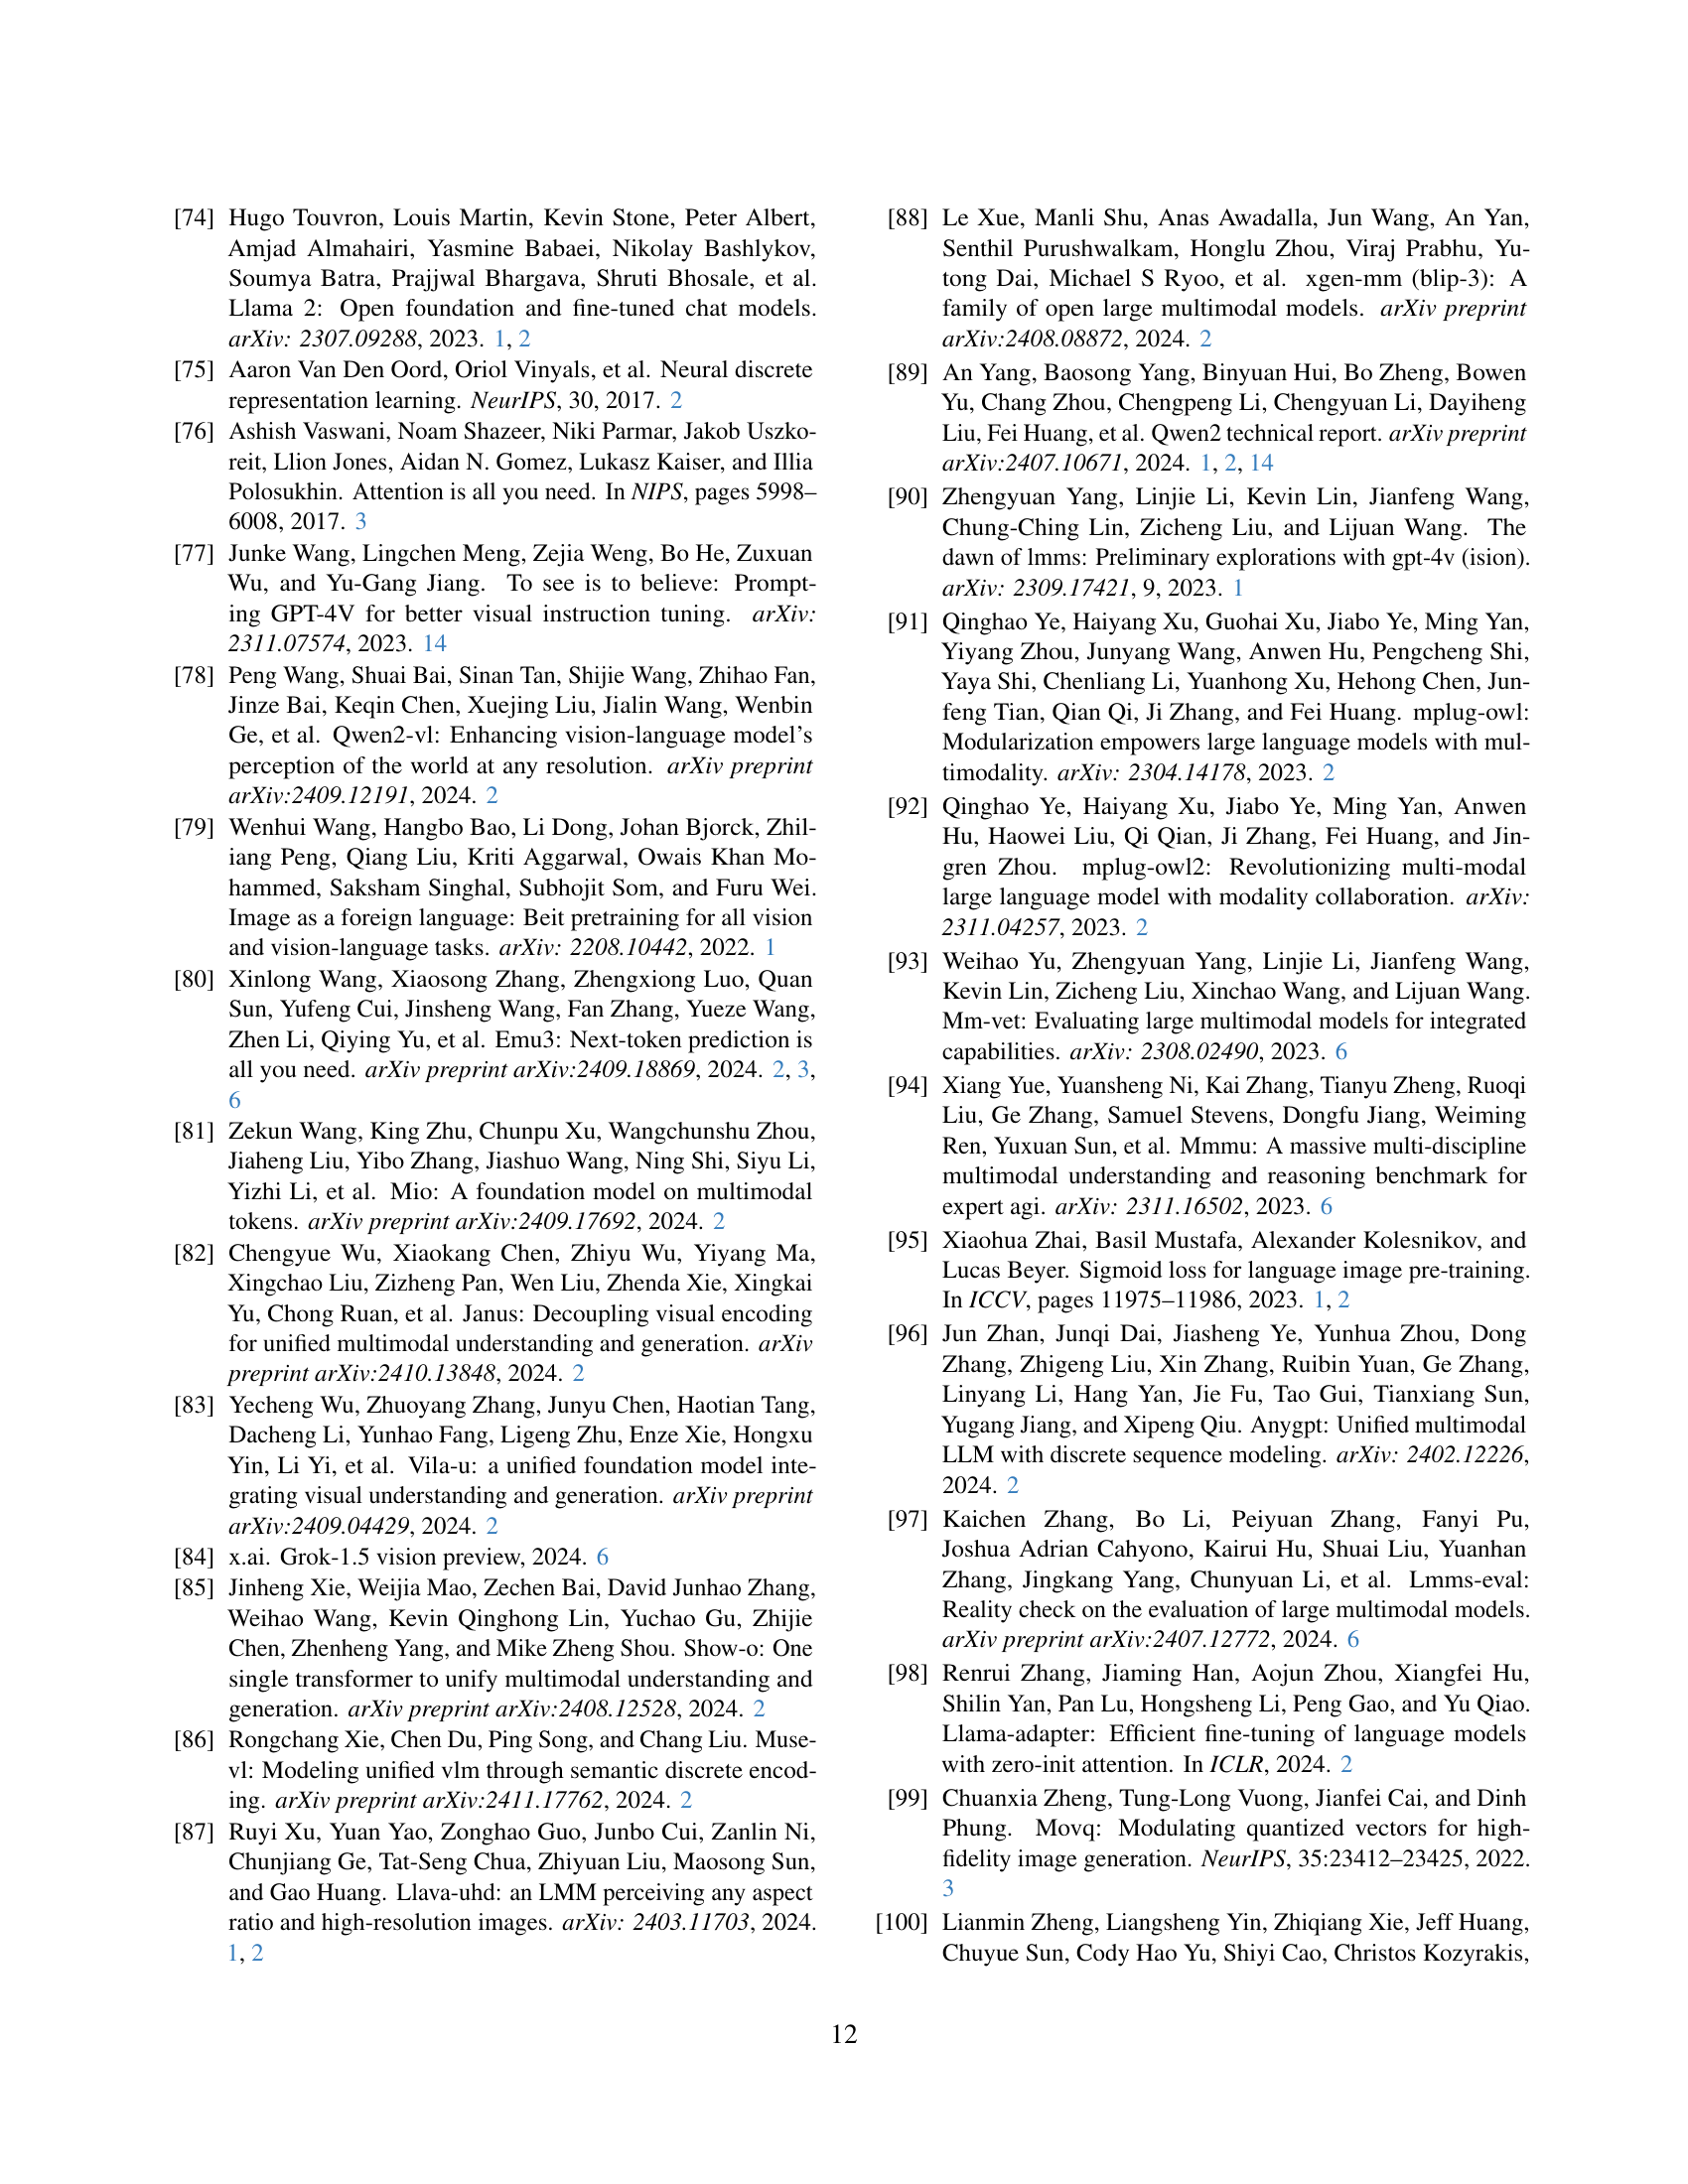 [74] Hugo Touvron, Louis Martin, Kevin Stone, Peter Albert,
Amjad Almahairi, Yasmine Babaei, Nikolay Bashlykov,
Soumya Batra, Prajjwal Bhargava, Shruti Bhosale, et al.
Llama 2: Open foundation and fine-tuned chat models.
arXiv: 2307.09288, 2023. 1, 2
[75] Aaron Van Den Oord, Oriol Vinyals, et al. Neural discrete
representation learning. NeurIPS, 30, 2017. 2
[76] Ashish Vaswani, Noam Shazeer, Niki Parmar, Jakob Uszko-
reit, Llion Jones, Aidan N. Gomez, Lukasz Kaiser, and Illia
Polosukhin. Attention is all you need. In NIPS, pages 5998–
6008, 2017. 3
[77] Junke Wang, Lingchen Meng, Zejia Weng, Bo He, Zuxuan
Wu, and Yu-Gang Jiang. To see is to believe: Prompt-
ing GPT-4V for better visual instruction tuning. arXiv:
2311.07574, 2023. 14
[78] Peng Wang, Shuai Bai, Sinan Tan, Shijie Wang, Zhihao Fan,
Jinze Bai, Keqin Chen, Xuejing Liu, Jialin Wang, Wenbin
Ge, et al. Qwen2-vl: Enhancing vision-language model's
perception of the world at any resolution. arXiv preprint
arXiv:2409.12191, 2024. 2
[79] Wenhui Wang, Hangbo Bao, Li Dong, Johan Bjorck, Zhil-
iang Peng, Qiang Liu, Kriti Aggarwal, Owais Khan Mo-
hammed, Saksham Singhal, Subhojit Som, and Furu Wei.
Image as a foreign language: Beit pretraining for all vision
and vision-language tasks. arXiv: 2208.10442, 2022. 1
[80] Xinlong Wang, Xiaosong Zhang, Zhengxiong Luo, Quan
Sun, Yufeng Cui, Jinsheng Wang, Fan Zhang, Yueze Wang,
Zhen Li, Qiying Yu, et al. Emu3: Next-token prediction is
all you need. arXiv preprint arXiv:2409.18869, 2024. 2, 3,
6
[81] Zekun Wang, King Zhu, Chunpu Xu, Wangchunshu Zhou,
Jiaheng Liu, Yibo Zhang, Jiashuo Wang, Ning Shi, Siyu Li,
Yizhi Li, et al. Mio: A foundation model on multimodal
tokens. arXiv preprint arXiv:2409.17692, 2024. 2
[82] Chengyue Wu, Xiaokang Chen, Zhiyu Wu, Yiyang Ma,
Xingchao Liu, Zizheng Pan, Wen Liu, Zhenda Xie, Xingkai
Yu, Chong Ruan, et al. Janus: Decoupling visual encoding
for unified multimodal understanding and generation. arXiv
preprint arXiv:2410.13848, 2024. 2
[83] Yecheng Wu, Zhuoyang Zhang, Junyu Chen, Haotian Tang,
Dacheng Li, Yunhao Fang, Ligeng Zhu, Enze Xie, Hongxu
Yin, Li Yi, et al. Vila-u: a unified foundation model inte-
grating visual understanding and generation. arXiv preprint
arXiv:2409.04429, 2024. 2
[84] x.ai. Grok-1.5 vision preview, 2024. 6
[85] Jinheng Xie, Weijia Mao, Zechen Bai, David Junhao Zhang,
Weihao Wang, Kevin Qinghong Lin, Yuchao Gu, Zhijie
Chen, Zhenheng Yang, and Mike Zheng Shou. Show-o: One
single transformer to unify multimodal understanding and
generation. arXiv preprint arXiv:2408.12528, 2024. 2
[86] Rongchang Xie, Chen Du, Ping Song, and Chang Liu. Muse-
vl: Modeling unified vlm through semantic discrete encod-
ing. arXiv preprint arXiv:2411.17762, 2024. 2
[87] Ruyi Xu, Yuan Yao, Zonghao Guo, Junbo Cui, Zanlin Ni,
Chunjiang Ge, Tat-Seng Chua, Zhiyuan Liu, Maosong Sun,
and Gao Huang. Llava-uhd: an LMM perceiving any aspect
ratio and high-resolution images. arXiv: 2403.11703, 2024.
1, 2
[88] Le Xue, Manli Shu, Anas Awadalla, Jun Wang, An Yan,
Senthil Purushwalkam, Honglu Zhou, Viraj Prabhu, Yu-
tong Dai, Michael S Ryoo, et al. xgen-mm (blip-3): A
family of open large multimodal models. arXiv preprint
arXiv:2408.08872, 2024. 2
[89] An Yang, Baosong Yang, Binyuan Hui, Bo Zheng, Bowen
Yu, Chang Zhou, Chengpeng Li, Chengyuan Li, Dayiheng
Liu, Fei Huang, et al. Qwen2 technical report. arXiv preprint
arXiv:2407.10671, 2024. 1, 2, 14
[90] Zhengyuan Yang, Linjie Li, Kevin Lin, Jianfeng Wang,
Chung-Ching Lin, Zicheng Liu, and Lijuan Wang. The
dawn of lmms: Preliminary explorations with gpt-4v (ision).
arXiv: 2309.17421, 9, 2023. 1
[91] Qinghao Ye, Haiyang Xu, Guohai Xu, Jiabo Ye, Ming Yan,
Yiyang Zhou, Junyang Wang, Anwen Hu, Pengcheng Shi,
Yaya Shi, Chenliang Li, Yuanhong Xu, Hehong Chen, Jun-
feng Tian, Qian Qi, Ji Zhang, and Fei Huang. mplug-owl:
Modularization empowers large language models with mul-
timodality. arXiv: 2304.14178, 2023. 2
[92] Qinghao Ye, Haiyang Xu, Jiabo Ye, Ming Yan, Anwen
Hu, Haowei Liu, Qi Qian, Ji Zhang, Fei Huang, and Jin-
gren Zhou. mplug-owl2: Revolutionizing multi-modal
large language model with modality collaboration. arXiv:
2311.04257, 2023. 2
[93] Weihao Yu, Zhengyuan Yang, Linjie Li, Jianfeng Wang,
Kevin Lin, Zicheng Liu, Xinchao Wang, and Lijuan Wang.
Mm-vet: Evaluating large multimodal models for integrated
capabilities. arXiv: 2308.02490, 2023. 6
[94] Xiang Yue, Yuansheng Ni, Kai Zhang, Tianyu Zheng, Ruoqi
Liu, Ge Zhang, Samuel Stevens, Dongfu Jiang, Weiming
Ren, Yuxuan Sun, et al. Mmmu: A massive multi-discipline
multimodal understanding and reasoning benchmark for
expert agi. arXiv: 2311.16502, 2023. 6
[95] Xiaohua Zhai, Basil Mustafa, Alexander Kolesnikov, and
Lucas Beyer. Sigmoid loss for language image pre-training.
In ICCV, pages 11975–11986, 2023. 1, 2
[96] Jun Zhan, Junqi Dai, Jiasheng Ye, Yunhua Zhou, Dong
Zhang, Zhigeng Liu, Xin Zhang, Ruibin Yuan, Ge Zhang,
Linyang Li, Hang Yan, Jie Fu, Tao Gui, Tianxiang Sun,
Yugang Jiang, and Xipeng Qiu. Anygpt: Unified multimodal
LLM with discrete sequence modeling. arXiv: 2402.12226,
2024. 2
[97] Kaichen Zhang, Bo Li, Peiyuan Zhang, Fanyi Pu,
Joshua Adrian Cahyono, Kairui Hu, Shuai Liu, Yuanhan
Zhang, Jingkang Yang, Chunyuan Li, et al. Lmms-eval:
Reality check on the evaluation of large multimodal models.
arXiv preprint arXiv:2407.12772, 2024. 6
[98] Renrui Zhang, Jiaming Han, Aojun Zhou, Xiangfei Hu,
Shilin Yan, Pan Lu, Hongsheng Li, Peng Gao, and Yu Qiao.
Llama-adapter: Efficient fine-tuning of language models
with zero-init attention. In ICLR, 2024. 2
[99] Chuanxia Zheng, Tung-Long Vuong, Jianfei Cai, and Dinh
Phung. Movq: Modulating quantized vectors for high-
fidelity image generation. NeurIPS, 35:23412–23425, 2022.
3
[100] Lianmin Zheng, Liangsheng Yin, Zhiqiang Xie, Jeff Huang,
Chuyue Sun, Cody Hao Yu, Shiyi Cao, Christos Kozyrakis,
12